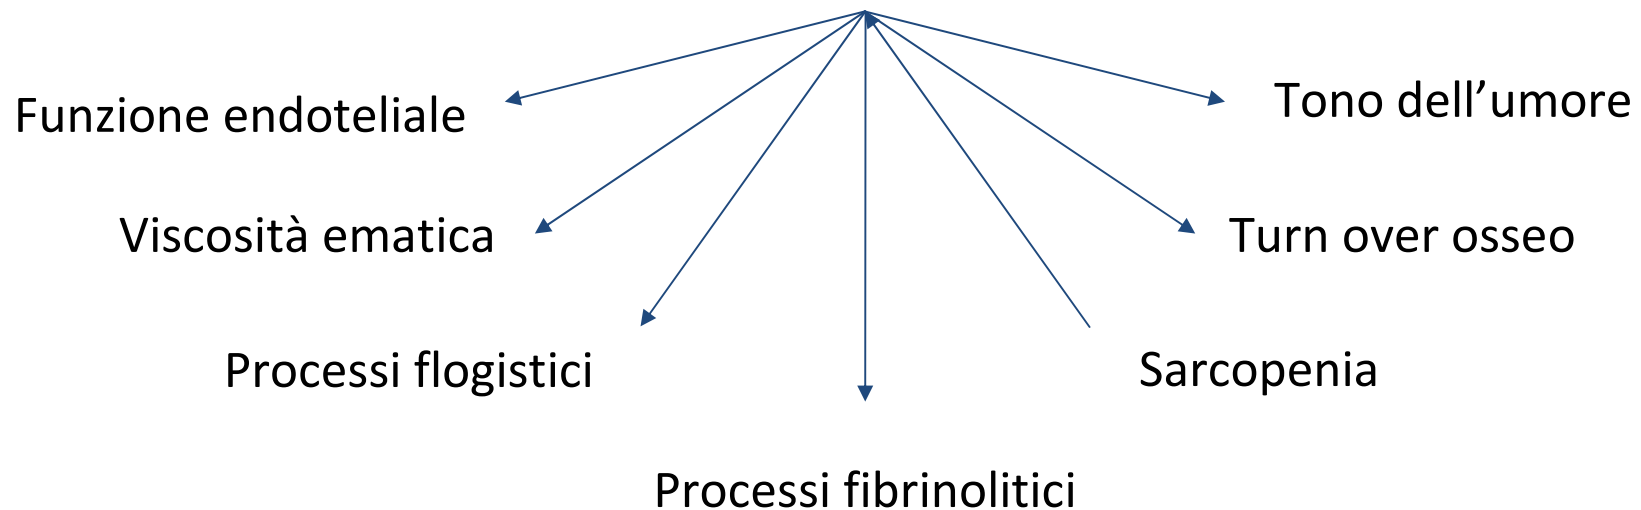 Funzione endoteliale
Tono dell’umore
Viscosità ematica
Turn over osseo
Processi flogistici
Sarcopenia
Processi fibrinolitici